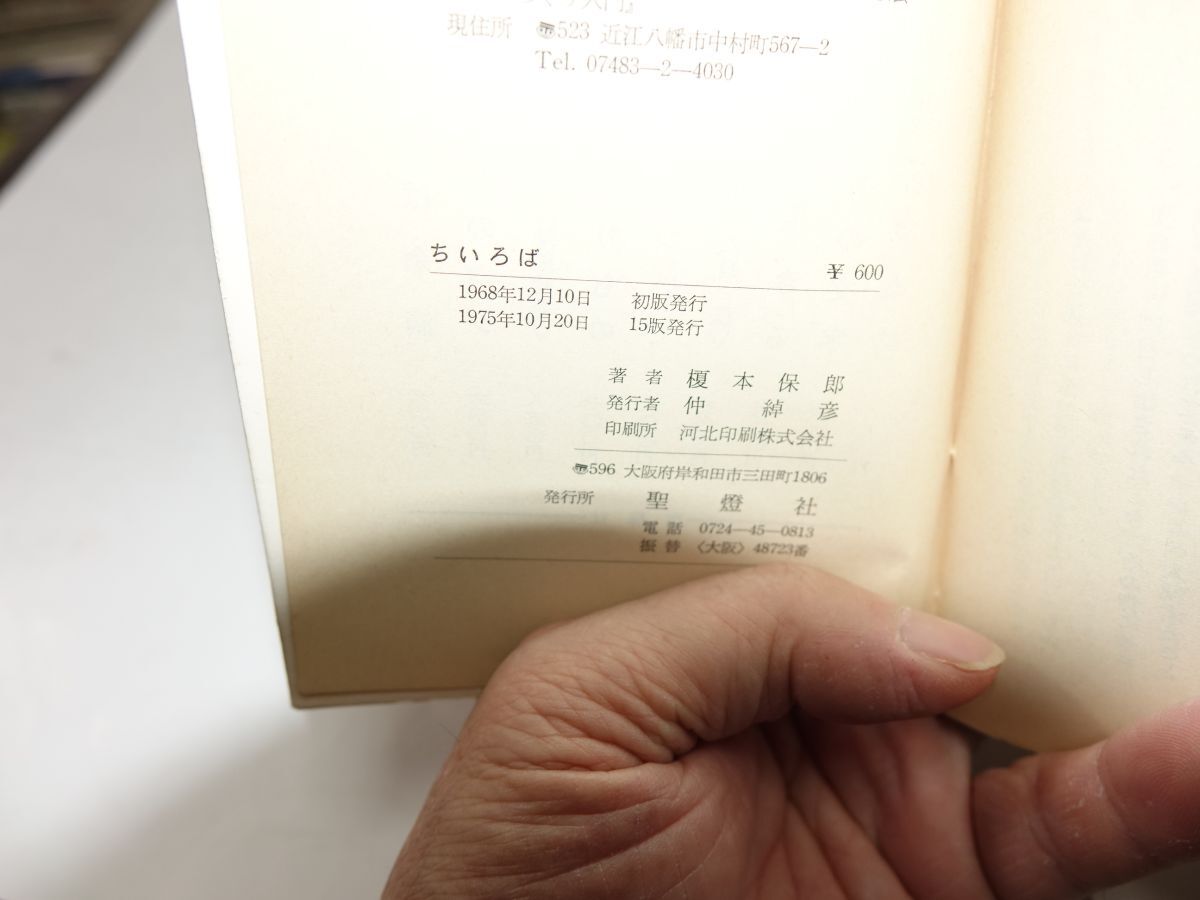 入門』
現住所 〠523 近江八幡市中村町567―2
Tel. 07483―2―4030
ちいろば ¥ 600
1968年12月10日 初版発行
1975年10月20日 15版発行
著者 榎本保郎
発行者 仲綽彦
印刷所 河北印刷株式会社
〠596 大阪府岸和田市三田町1806
発行所 聖燈社
電話 0724―45―0813
振替 〈大阪〉 48723番